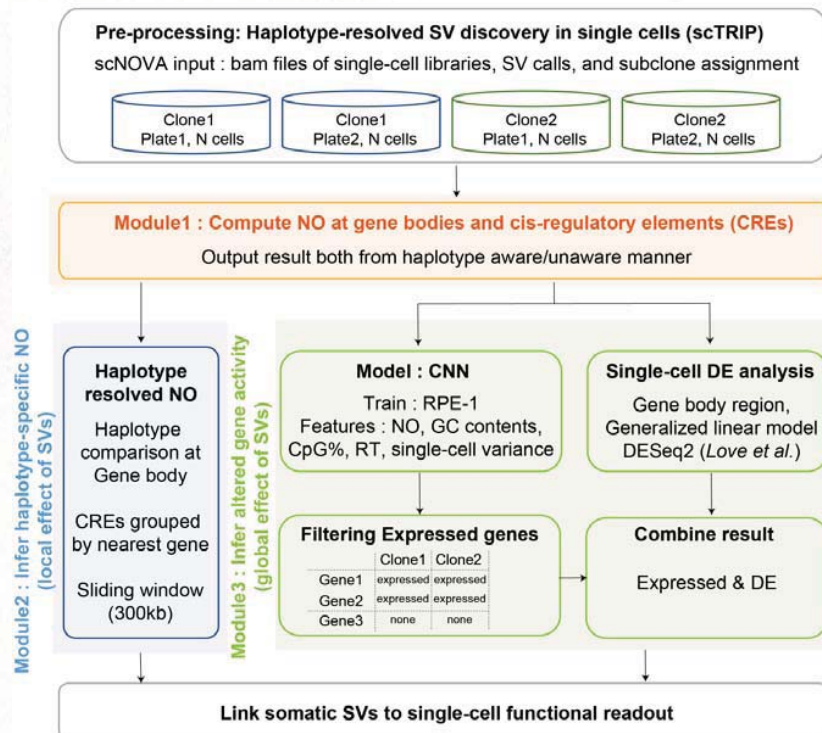 Pre-processing: Haplotype-resolved SV discovery in single cells (scTRIP)
scNOVA input : bam files of single-cell libraries, SV calls, and subclone assignment
Clone1
Plate1, N cells
Clone1
Plate2, N cells
Clone2
Plate1, N cells
Clone2
Plate2, N cells
Module1 : Compute NO at gene bodies and cis-regulatory elements (CREs)
Output result both from haplotype aware/unaware manner
Module2 : Infer haplotype-specific NO
(local effect of SVs)
Haplotype
resolved NO
Haplotype
comparison at
Gene body
CREs grouped
by nearest gene
Sliding window
(300kb)
Module3 : Infer altered gene activity
(global effect of SVs)
Model : CNN
Train : RPE-1
Features : NO, GC contents,
CpG%, RT, single-cell variance
Single-cell DE analysis
Gene body region,
Generalized linear model
DESeq2 (Love et al.)
Filtering Expressed genes
Clone1 Clone2
Gene1 expressed expressed
Gene2 expressed expressed
Gene3 none none
Combine result
Expressed & DE
Link somatic SVs to single-cell functional readout